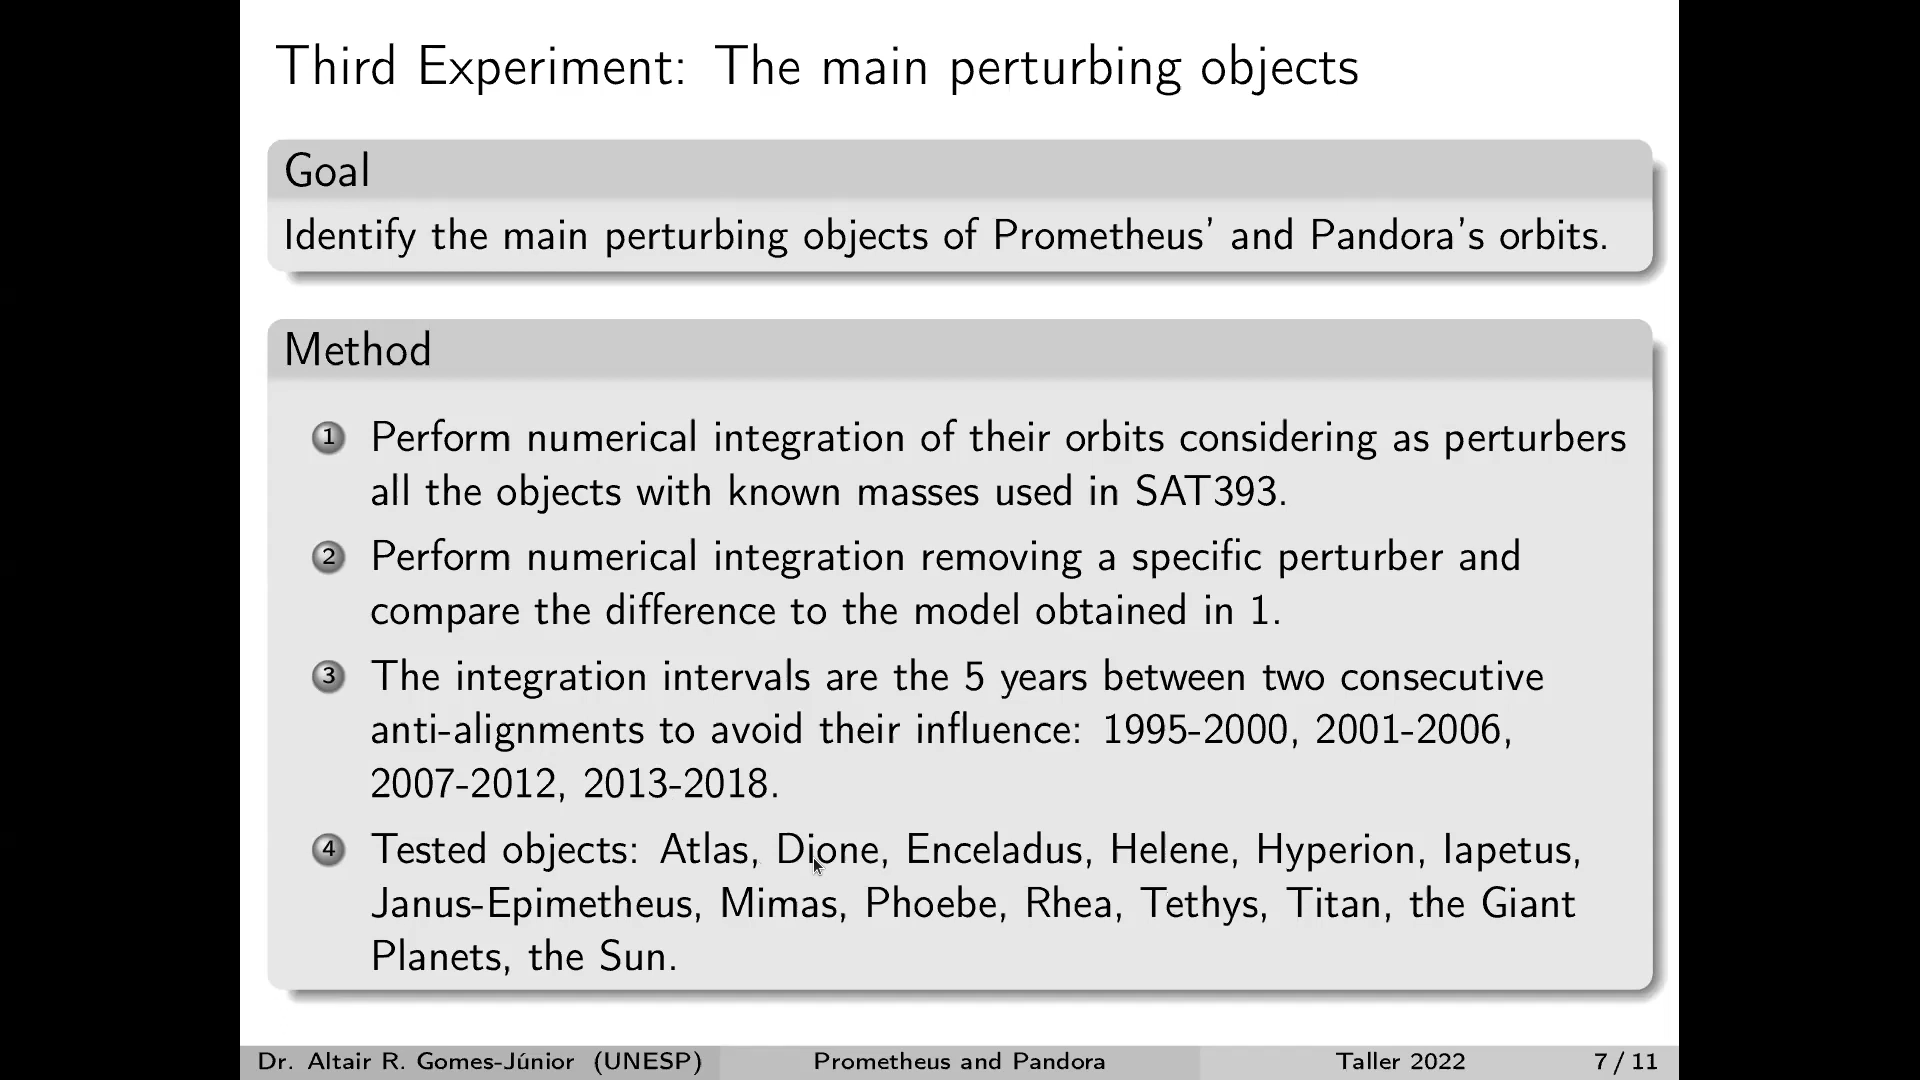 Third Experiment: The main perturbing objects
Goal
Identify the main perturbing objects of Prometheus' and Pandora's orbits.
Method
1 Perform numerical integration of their orbits considering as perturbers
all the objects with known masses used in SAT393.
2 Perform numerical integration removing a specific perturber and
compare the difference to the model obtained in 1.
3 The integration intervals are the 5 years between two consecutive
anti-alignments to avoid their influence: 1995-2000, 2001-2006,
2007-2012, 2013-2018.
4 Tested objects: Atlas, Dione, Enceladus, Helene, Hyperion, Iapetus,
Janus-Epimetheus, Mimas, Phoebe, Rhea, Tethys, Titan, the Giant
Planets, the Sun.
Dr. Altair R. Gomes-Júnior (UNESP) Prometheus and Pandora Taller 2022 7 / 11